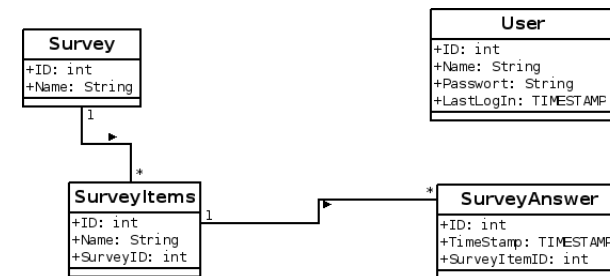 Survey
+ID: int
+Name: String
User
+ID: int
+Name: String
+Passwort: String
+LastLogIn: TIMESTAMP
1
*
SurveyItems
+ID: int
+Name: String
+SurveyID: int
1
*
SurveyAnswer
+ID: int
+TimeStamp: TIMESTAMP
+SurveyItemID: int